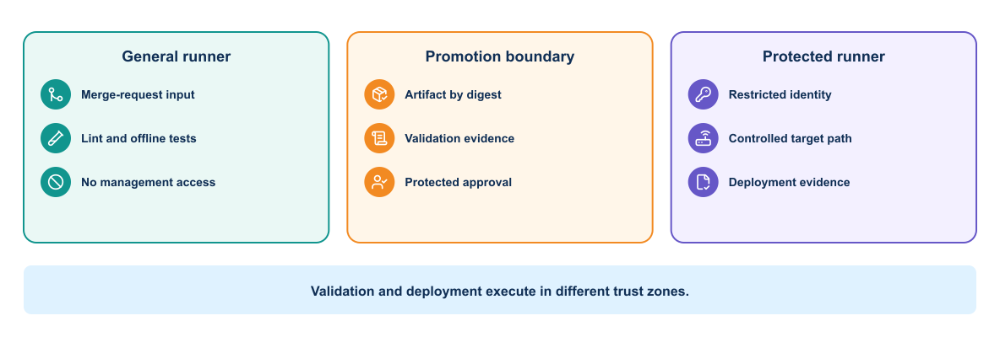 General runner
Merge-request input
Lint and offline tests
No management access
Promotion boundary
Artifact by digest
Validation evidence
Protected approval
Protected runner
Restricted identity
Controlled target path
Deployment evidence
Validation and deployment execute in different trust zones.